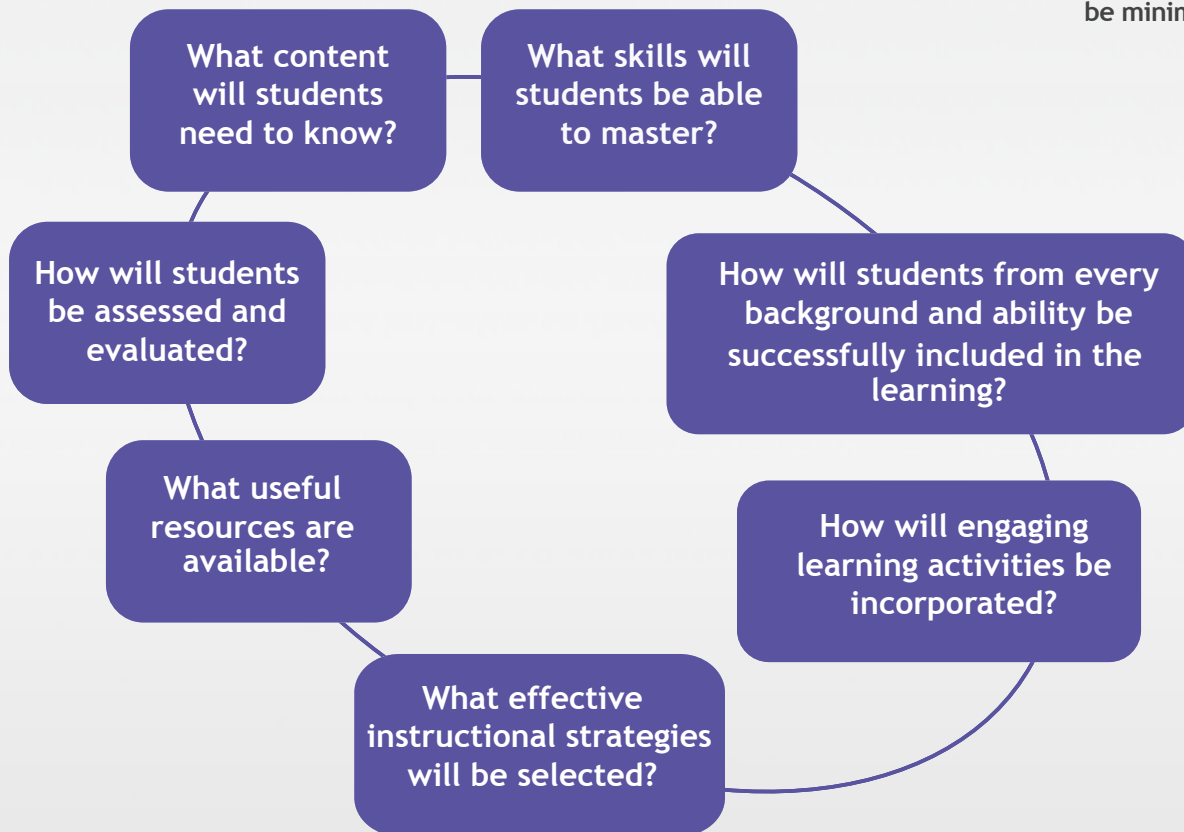 be minim
What content
will students
need to know?
What skills will
students be able
to master?
How will students from every
background and ability be
successfully included in the
learning?
How will engaging
learning activities be
incorporated?
What effective
instructional strategies
will be selected?
What useful
resources are
available?
How will students
be assessed and
evaluated?